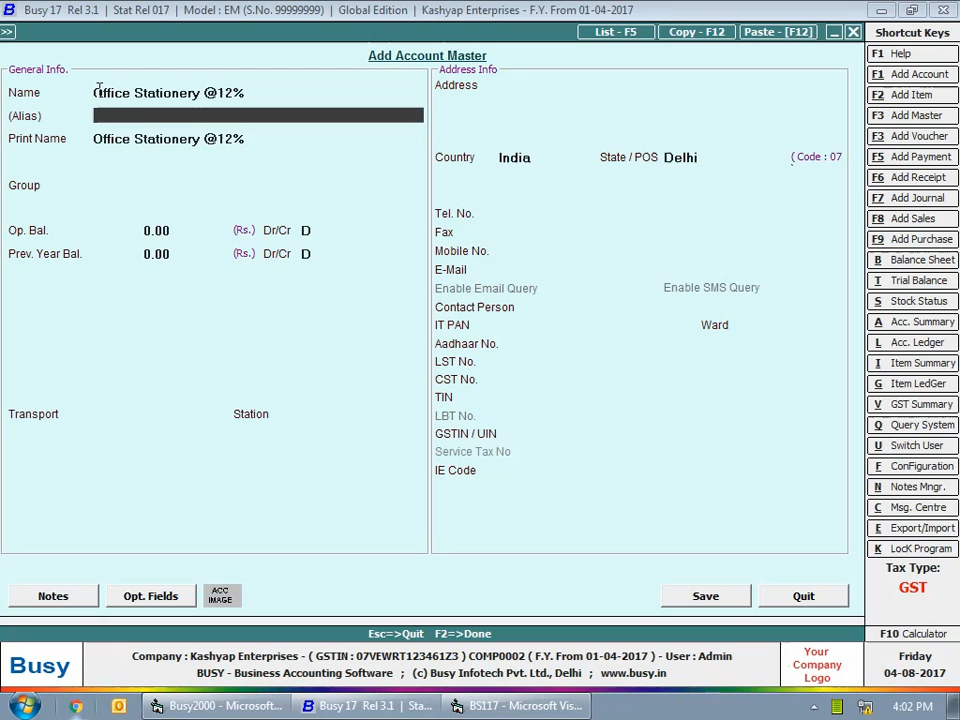 Busy 17 Rel 3.1 | Stat Rel 017 | Model : EM (S.No. 99999999) | Global Edition | Kashyap Enterprises - F.Y. From 01-04-2017
>> List - F5 Copy - F12 Paste - [F12] Shortcut Keys
Add Account Master
General Info.
Name Office Stationery @12%
(Alias)
Print Name Office Stationery @12%
Group
Op. Bal. 0.00 (Rs.) Dr/Cr D
Prev. Year Bal. 0.00 (Rs.) Dr/Cr D
Transport Station
Address Info
Address
Country India State / POS Delhi ( Code : 07
Tel. No.
Fax
Mobile No.
E-Mail
Enable Email Query Enable SMS Query
Contact Person
IT PAN Ward
Aadhaar No.
LST No.
CST No.
TIN
LBT No.
GSTIN / UIN
Service Tax No
IE Code
Notes Opt. Fields ACC IMAGE Save Quit
F1 Help
F1 Add Account
F2 Add Item
F3 Add Master
F3 Add Voucher
F5 Add Payment
F6 Add Receipt
F7 Add Journal
F8 Add Sales
F9 Add Purchase
B Balance Sheet
T Trial Balance
S Stock Status
A Acc. Summary
L Acc. Ledger
I Item Summary
G Item LedGer
V GST Summary
Q Query System
U Switch User
F Configuration
N Notes Mngr.
C Msg. Centre
E Export/Import
K LocK Program
Tax Type:
GST
F10 Calculator
Esc=>Quit F2=>Done
Busy
Company : Kashyap Enterprises - ( GSTIN : 07VEWRT123461Z3 ) COMP0002 ( F.Y. From 01-04-2017 ) - User : Admin
BUSY - Business Accounting Software ; (c) Busy Infotech Pvt. Ltd., Delhi ; www.busy.in
Your
Company
Logo
Friday
04-08-2017
Busy2000 - Microsoft... Busy 17 Rel 3.1 | Sta... BS117 - Microsoft Vis... 4:02 PM